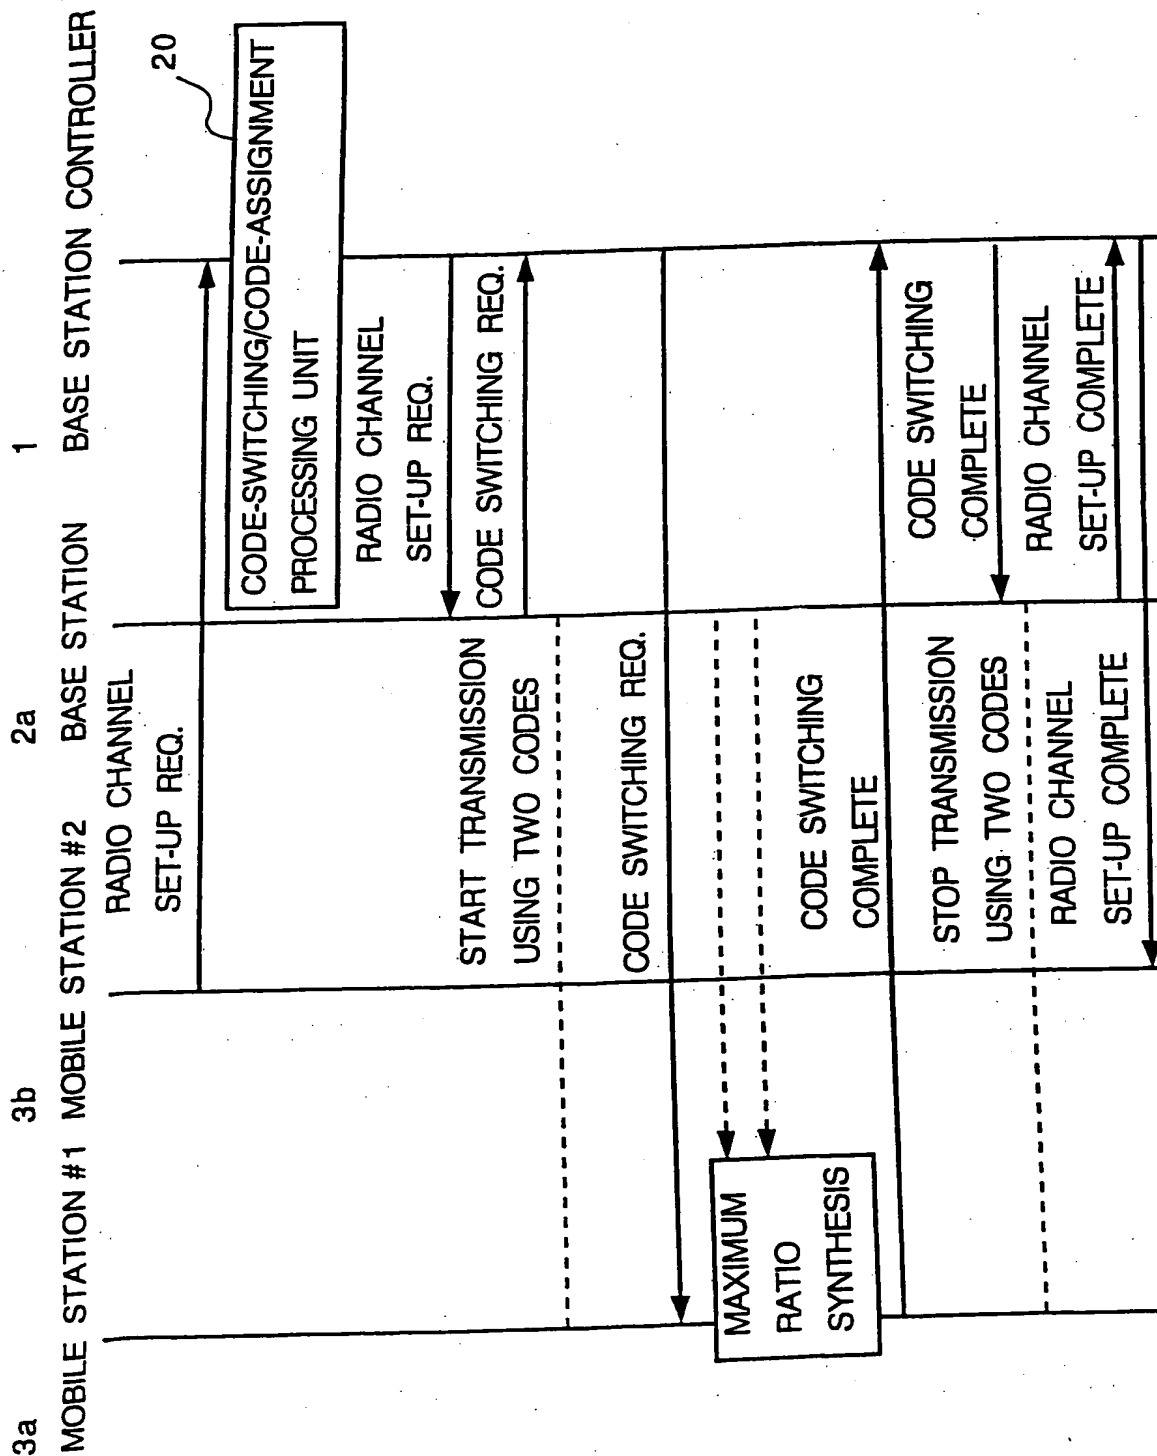 3a
3b
2a
1
MOBILE STATION #1
MOBILE STATION #2
BASE STATION
BASE STATION CONTROLLER
RADIO CHANNEL
SET-UP REQ.
20
CODE-SWITCHING/CODE-ASSIGNMENT
PROCESSING UNIT
RADIO CHANNEL
SET-UP REQ.
START TRANSMISSION
USING TWO CODES
CODE SWITCHING REQ.
CODE SWITCHING REQ.
MAXIMUM
RATIO
SYNTHESIS
CODE SWITCHING
COMPLETE
CODE SWITCHING
COMPLETE
STOP TRANSMISSION
USING TWO CODES
RADIO CHANNEL
SET-UP COMPLETE
RADIO CHANNEL
SET-UP COMPLETE